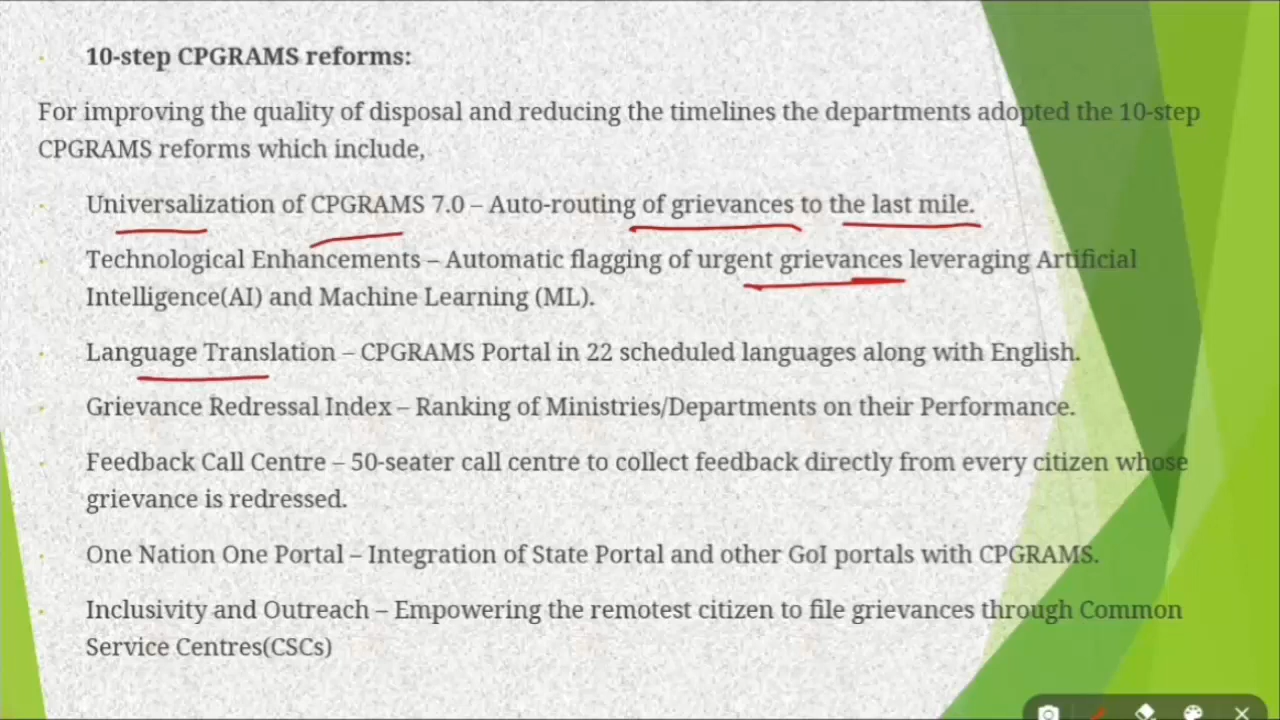 10-step CPGRAMS reforms:
For improving the quality of disposal and reducing the timelines the departments adopted the 10-step
CPGRAMS reforms which include,
Universalization of CPGRAMS 7.0 – Auto-routing of grievances to the last mile.
Technological Enhancements – Automatic flagging of urgent grievances leveraging Artificial
Intelligence(AI) and Machine Learning (ML).
Language Translation – CPGRAMS Portal in 22 scheduled languages along with English.
Grievance Redressal Index – Ranking of Ministries/Departments on their Performance.
Feedback Call Centre – 50-seater call centre to collect feedback directly from every citizen whose
grievance is redressed.
One Nation One Portal – Integration of State Portal and other GoI portals with CPGRAMS.
Inclusivity and Outreach – Empowering the remotest citizen to file grievances through Common
Service Centres(CSCs)